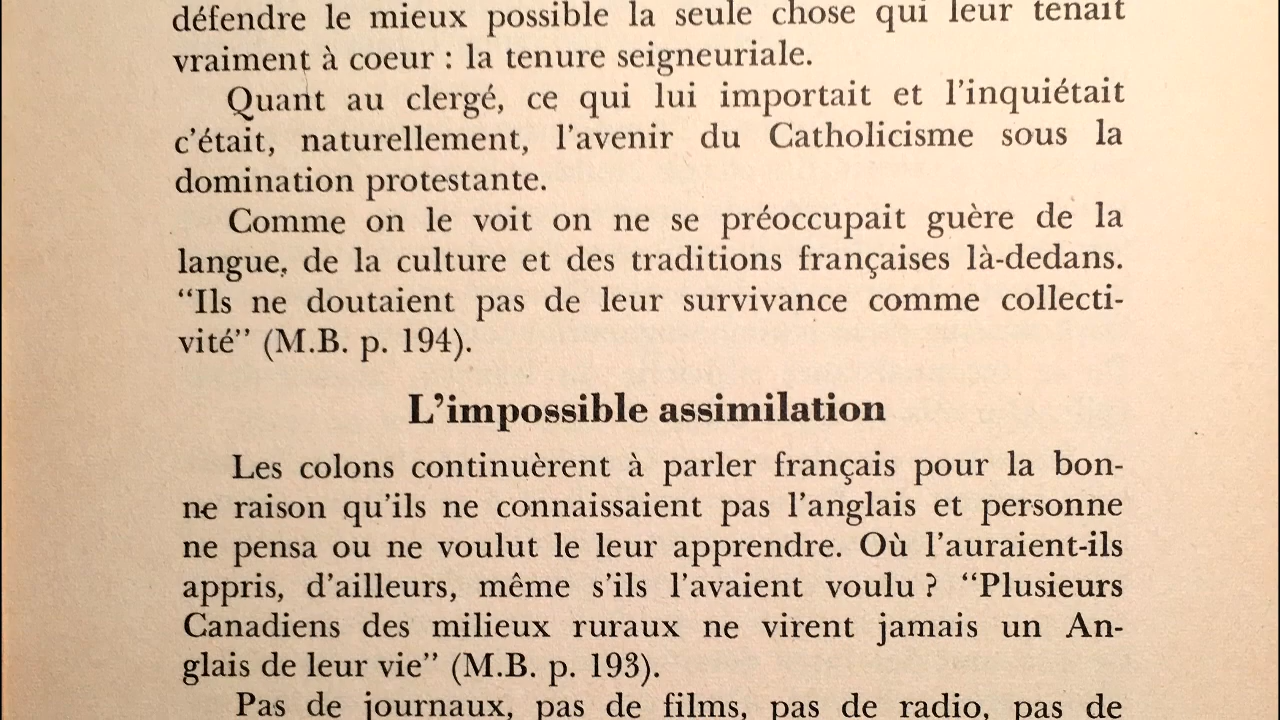 défendre le mieux possible la seule chose qui leur tenait
vraiment à coeur : la tenure seigneuriale.
Quant au clergé, ce qui lui importait et l'inquiétait
c'était, naturellement, l'avenir du Catholicisme sous la
domination protestante.
Comme on le voit on ne se préoccupait guère de la
langue, de la culture et des traditions françaises là-dedans.
“Ils ne doutaient pas de leur survivance comme collecti-
vité” (M.B. p. 194).
L'impossible assimilation
Les colons continuèrent à parler français pour la bon-
ne raison qu'ils ne connaissaient pas l'anglais et personne
ne pensa ou ne voulut le leur apprendre. Où l'auraient-ils
appris, d'ailleurs, même s'ils l'avaient voulu ? “Plusieurs
Canadiens des milieux ruraux ne virent jamais un An-
glais de leur vie” (M.B. p. 193).
Pas de journaux, pas de films, pas de radio, pas de